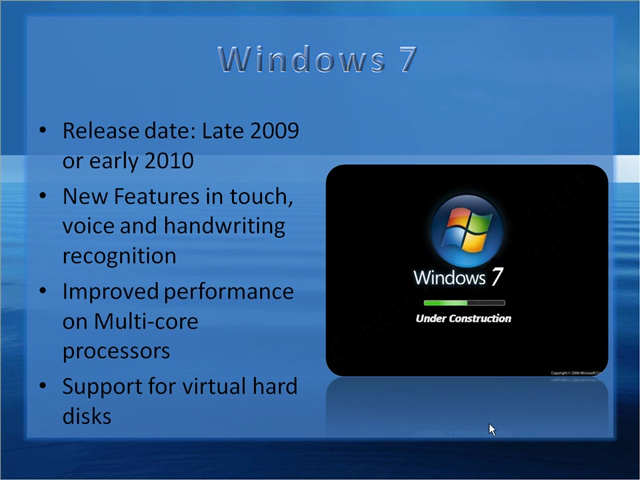 Windows 7
• Release date: Late 2009
or early 2010
• New Features in touch,
voice and handwriting
recognition
• Improved performance
on Multi-core
processors
• Support for virtual hard
disks
Windows 7
Under Construction